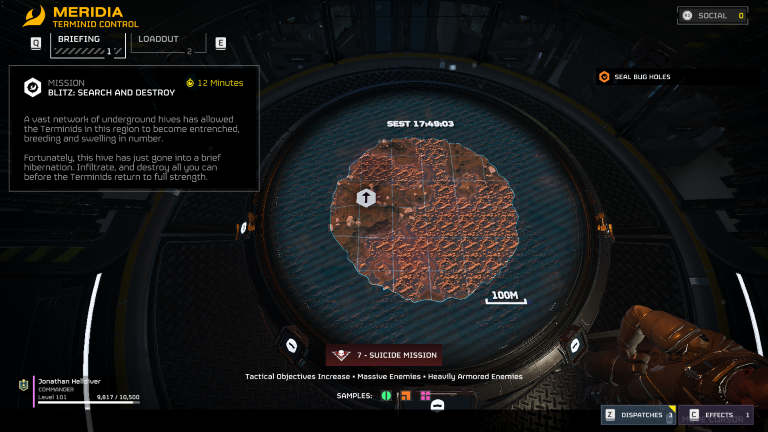 MERIDIA
TERMINID CONTROL
Q
BRIEFING
1
LOADOUT
2
E
SOCIAL 0
MISSION
BLITZ: SEARCH AND DESTROY
12 Minutes
A vast network of underground hives has allowed
the Terminids in this region to become entrenched,
breeding and swelling in number.
Fortunately, this hive has just gone into a brief
hibernation. Infiltrate, and destroy all you can
before the Terminids return to full strength.
SEAL BUG HOLES
SEST 17:49:03
100M
7 - SUICIDE MISSION
Tactical Objectives Increase • Massive Enemies • Heavily Armored Enemies
SAMPLES:
Jonathan Helldiver
COMMANDER
Level 101 9,817 / 10,500
Z DISPATCHES 3
C EFFECTS 1
CURSOR